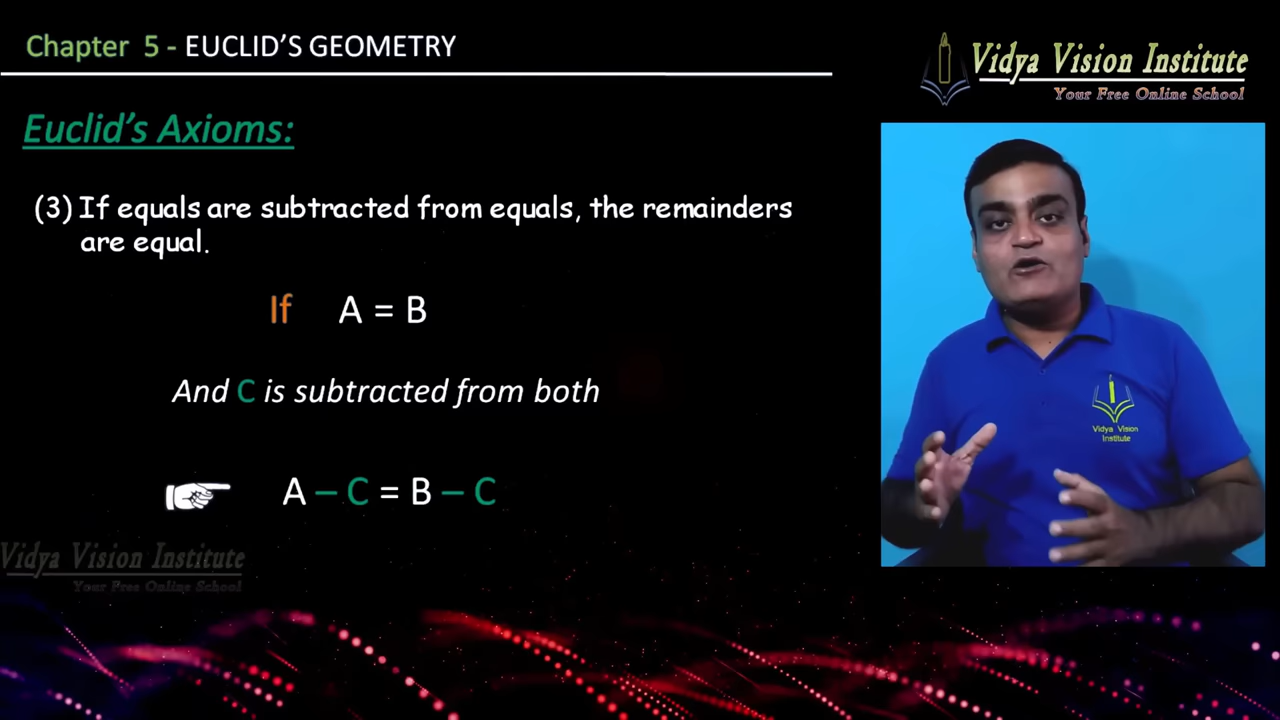 Chapter 5 - EUCLID'S GEOMETRY
Vidya Vision Institute
Your Free Online School
Euclid's Axioms:
(3) If equals are subtracted from equals, the remainders
are equal.
If A = B
And C is subtracted from both
A – C = B – C
Vidya Vision
Institute
Vidya Vision Institute
Your Free Online School